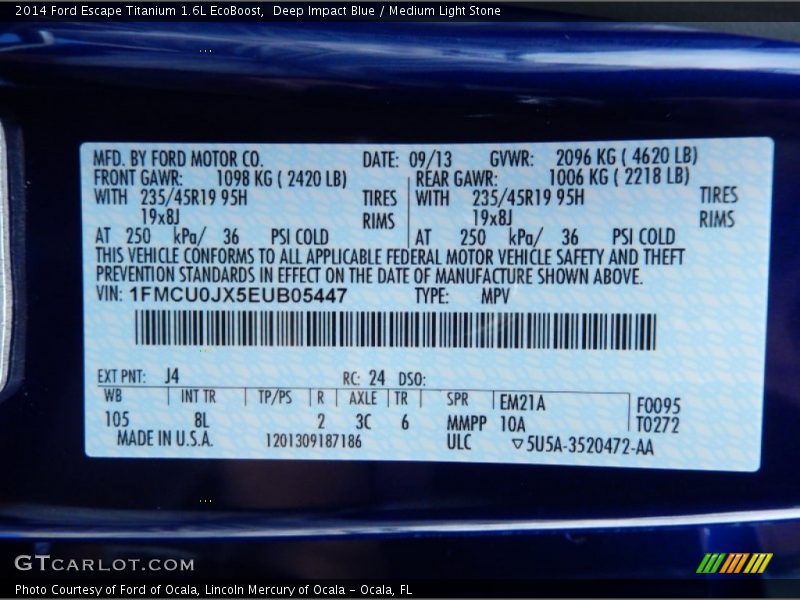 2014 Ford Escape Titanium 1.6L EcoBoost,  Deep Impact Blue / Medium Light Stone
MFD. BY FORD MOTOR CO. DATE: 09/13 GVWR: 2096 KG ( 4620 LB)
FRONT GAWR: 1098 KG ( 2420 LB) REAR GAWR: 1006 KG ( 2218 LB)
WITH 235/45R19 95H TIRES WITH 235/45R19 95H TIRES
19x8J RIMS 19x8J RIMS
AT 250 kPa/ 36 PSI COLD AT 250 kPa/ 36 PSI COLD
THIS VEHICLE CONFORMS TO ALL APPLICABLE FEDERAL MOTOR VEHICLE SAFETY AND THEFT
PREVENTION STANDARDS IN EFFECT ON THE DATE OF MANUFACTURE SHOWN ABOVE.
VIN: 1FMCU0JX5EUB05447 TYPE: MPV
EXT PNT: J4 RC: 24 DSO:
WB INT TR TP/PS R AXLE TR SPR EM21A F0095
105 8L 2 3C 6 MMPP 10A T0272
MADE IN U.S.A. 1201309187186 ULC ▽5U5A-3520472-AA
GTCARLOT.COM
Photo Courtesy of Ford of Ocala, Lincoln Mercury of Ocala - Ocala, FL